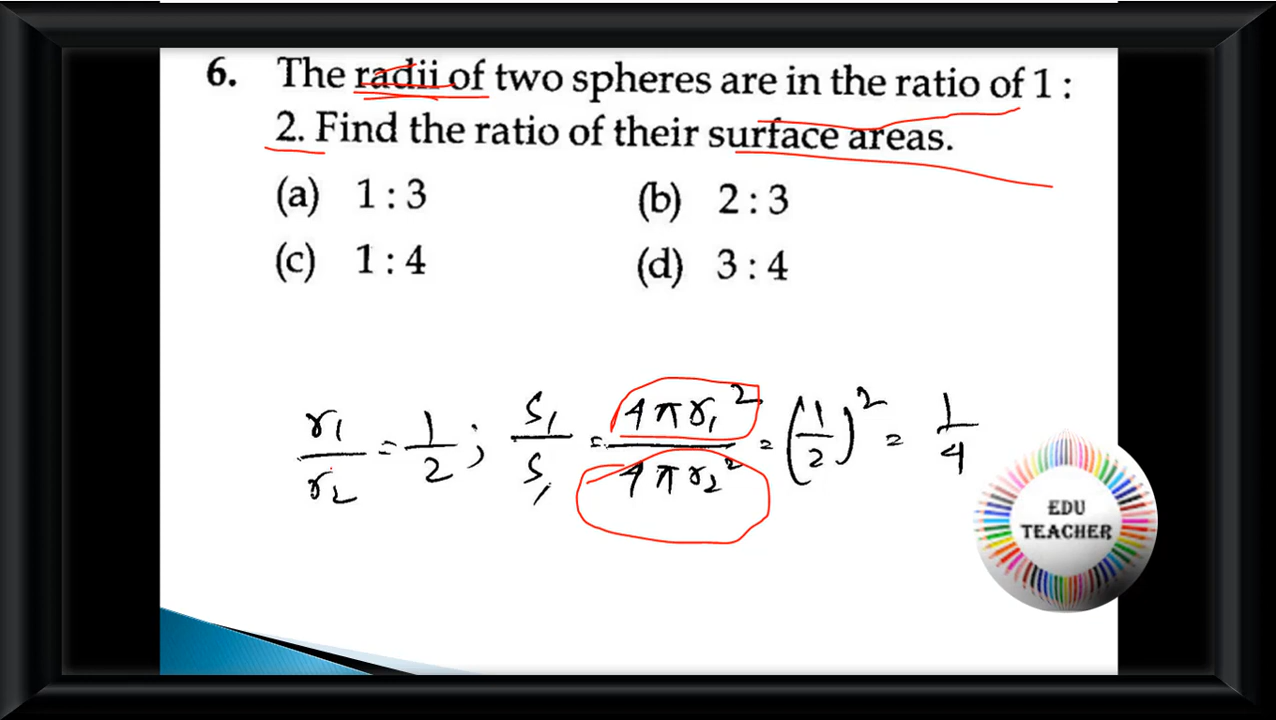 6. The radii of two spheres are in the ratio of 1 :
2. Find the ratio of their surface areas.
(a) 1 : 3 (b) 2 : 3
(c) 1 : 4 (d) 3 : 4
r₁/r₂ = 1/2 ; S₁/S₁ = 4πr₁²/4πr₂² = (1/2)² = 1/4
EDU
TEACHER